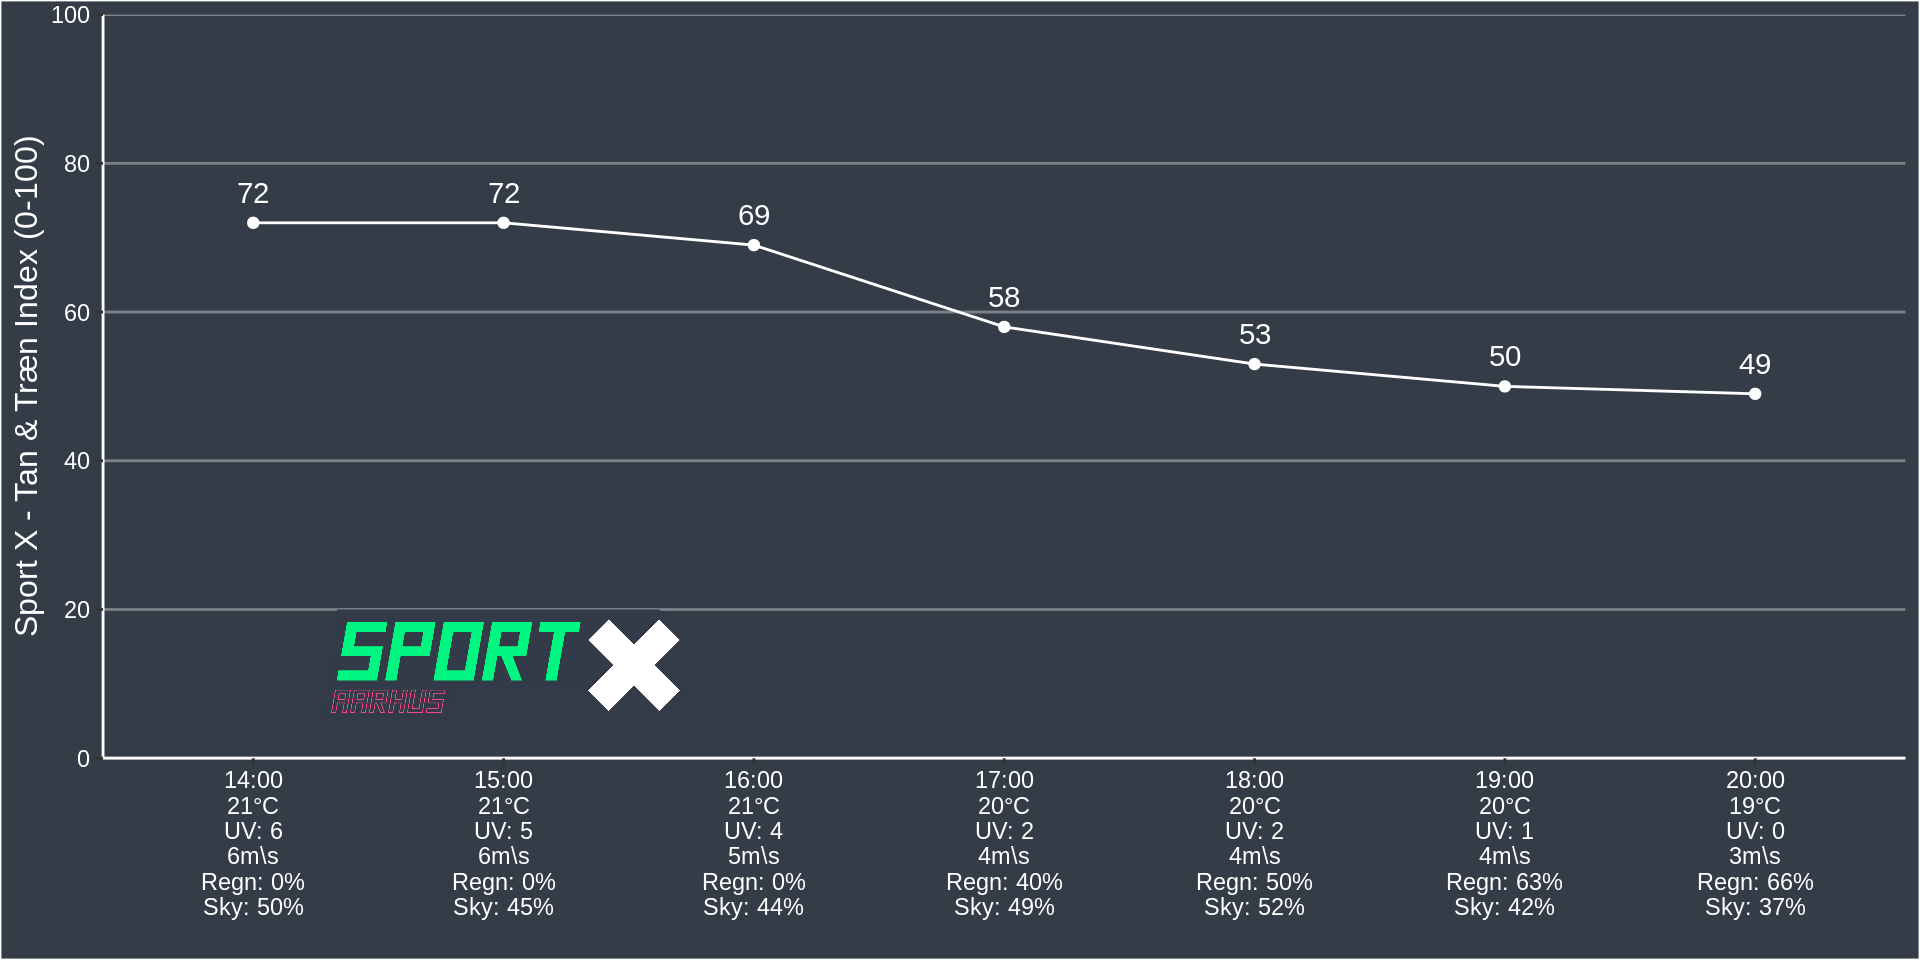 Sport X - Tan & Træn Index (0-100)
100
80
60
40
20
0
72
72
69
58
53
50
49
SPORT X
AARHUS
14:00 15:00 16:00 17:00 18:00 19:00 20:00
21°C 21°C 21°C 20°C 20°C 20°C 19°C
UV: 6 UV: 5 UV: 4 UV: 2 UV: 2 UV: 1 UV: 0
6m\s 6m\s 5m\s 4m\s 4m\s 4m\s 3m\s
Regn: 0% Regn: 0% Regn: 0% Regn: 40% Regn: 50% Regn: 63% Regn: 66%
Sky: 50% Sky: 45% Sky: 44% Sky: 49% Sky: 52% Sky: 42% Sky: 37%